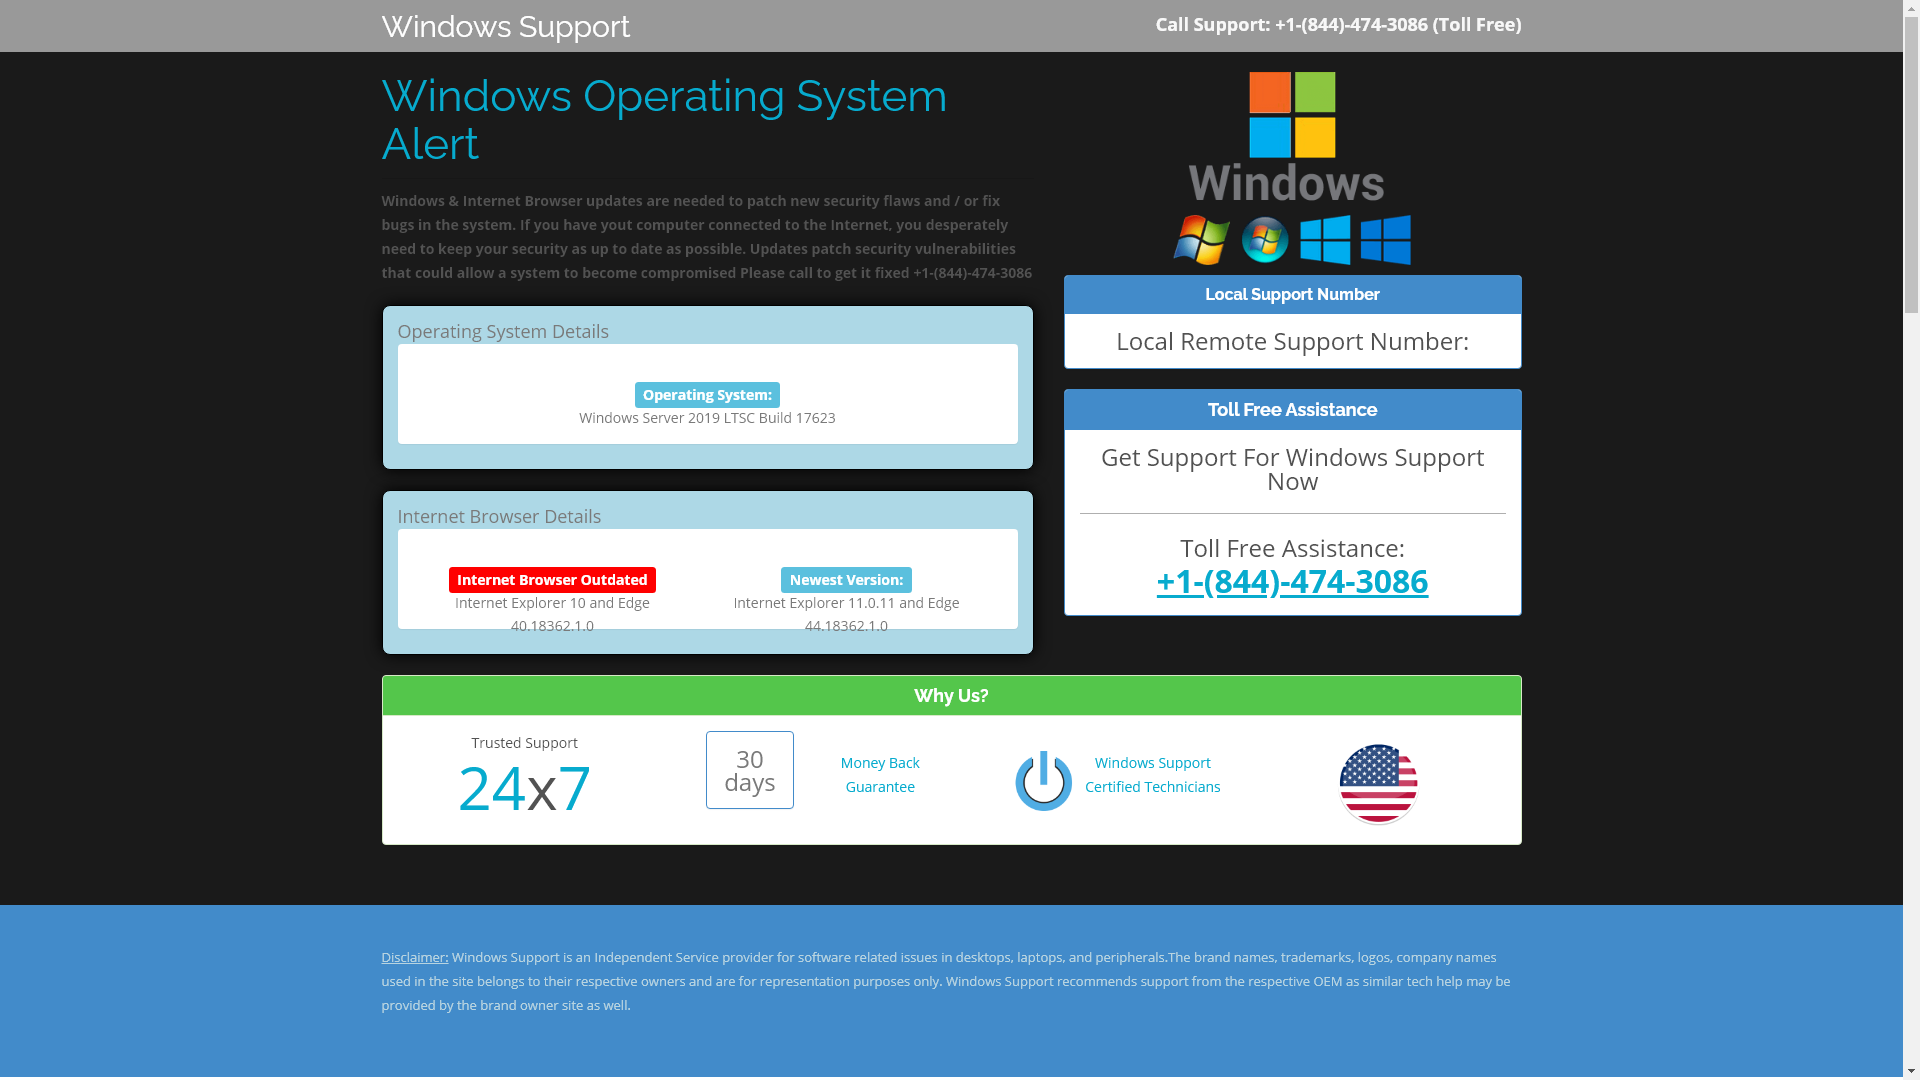 Windows Support
Call Support: +1-(844)-474-3086 (Toll Free)
Windows Operating System
Alert
Windows & Internet Browser updates are needed to patch new security flaws and / or fix
bugs in the system. If you have yout computer connected to the Internet, you desperately
need to keep your security as up to date as possible. Updates patch security vulnerabilities
that could allow a system to become compromised Please call to get it fixed +1-(844)-474-3086
Operating System Details
Operating System:
Windows Server 2019 LTSC Build 17623
Internet Browser Details
Internet Browser Outdated
Internet Explorer 10 and Edge
40.18362.1.0
Newest Version:
Internet Explorer 11.0.11 and Edge
44.18362.1.0
Windows
Local Support Number
Local Remote Support Number:
Toll Free Assistance
Get Support For Windows Support
Now
Toll Free Assistance:
+1-(844)-474-3086
Why Us?
Trusted Support
24x7
30
days
Money Back
Guarantee
Windows Support
Certified Technicians
Disclaimer: Windows Support is an Independent Service provider for software related issues in desktops, laptops, and peripherals.The brand names, trademarks, logos, company names
used in the site belongs to their respective owners and are for representation purposes only. Windows Support recommends support from the respective OEM as similar tech help may be
provided by the brand owner site as well.